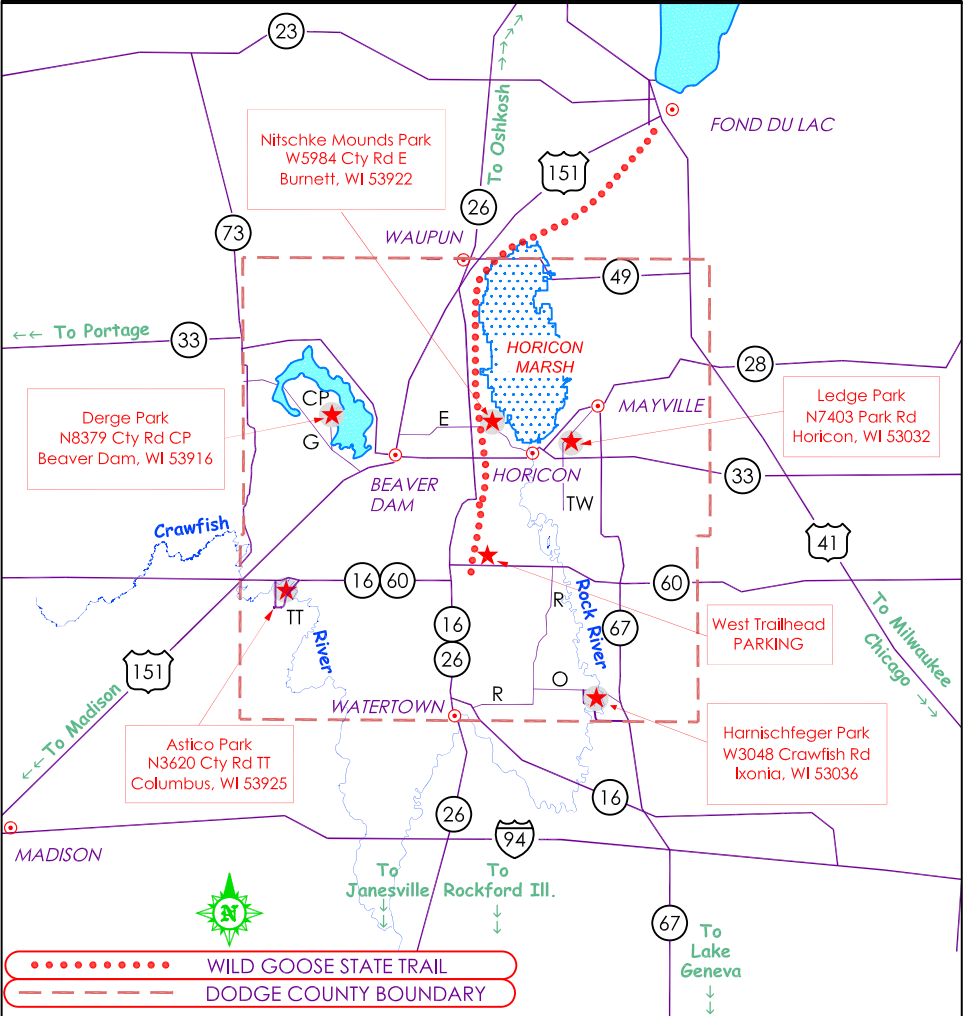 23
FOND DU LAC
To Oshkosh →→→→
Nitschke Mounds Park
W5984 Cty Rd E
Burnett, WI 53922
151
26
73
WAUPUN
49
←← To Portage
33
HORICON
MARSH
28
CP
G
E
MAYVILLE
Derge Park
N8379 Cty Rd CP
Beaver Dam, WI 53916
Ledge Park
N7403 Park Rd
Horicon, WI 53032
BEAVER
DAM
HORICON
33
TW
Crawfish
41
16
60
60
TT
River
R
Rock River
67
16
26
West Trailhead
PARKING
To Milwaukee
Chicago →→
151
←← To Madison
WATERTOWN
R
O
Astico Park
N3620 Cty Rd TT
Columbus, WI 53925
Harnischfeger Park
W3048 Crawfish Rd
Ixonia, WI 53036
16
26
94
MADISON
To
Janesville
To
Rockford Ill.
N
67
To
Lake
Geneva
WILD GOOSE STATE TRAIL
DODGE COUNTY BOUNDARY